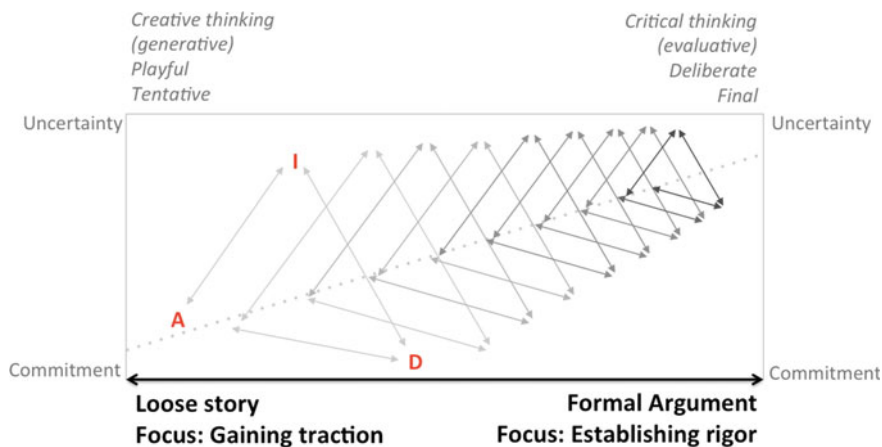 Creative thinking
(generative)
Playful
Tentative
Critical thinking
(evaluative)
Deliberate
Final
Uncertainty
Uncertainty
I
A
D
Commitment
Commitment
Loose story
Focus: Gaining traction
Formal Argument
Focus: Establishing rigor